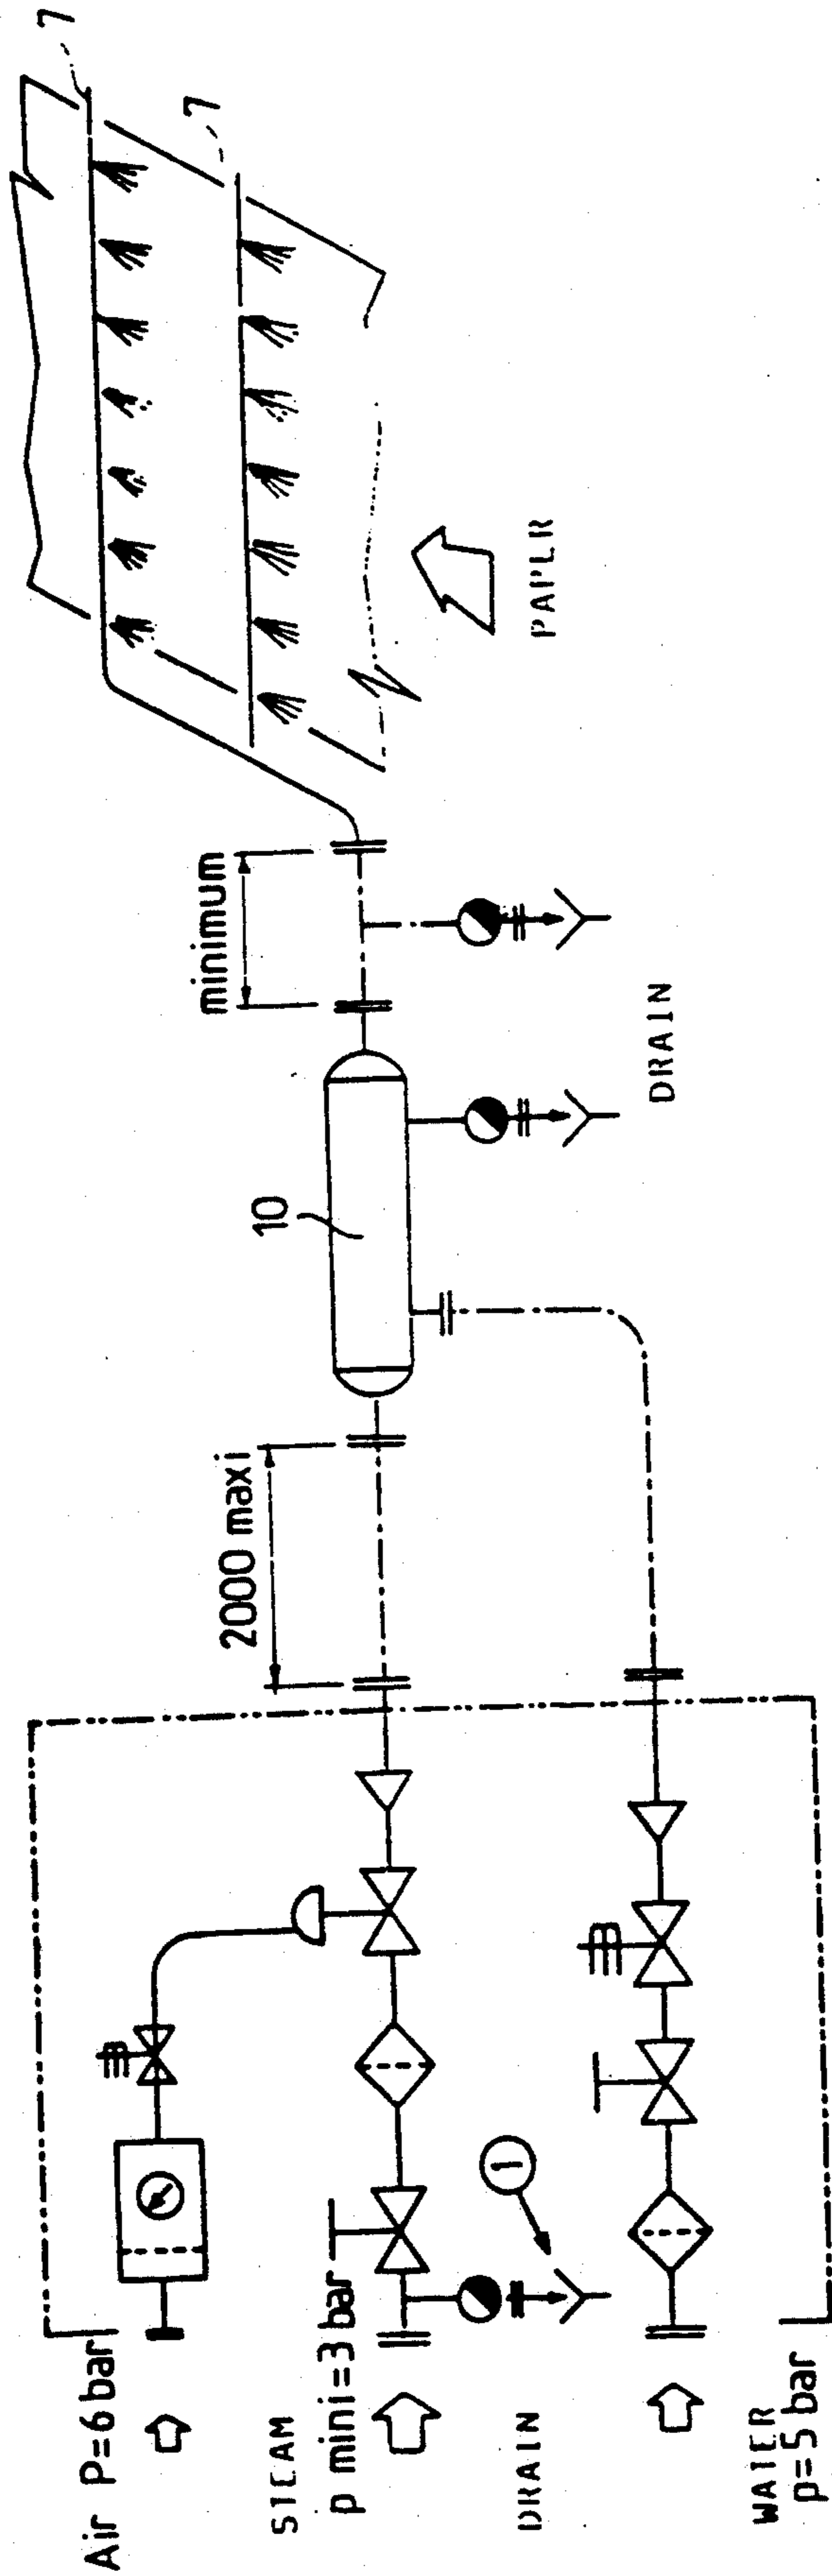 Air P=6bar
STEAM
p mini=3 bar
DRAIN
1
WATER
p=5 bar
2000 maxi
10
minimum
DRAIN
PAPER
7
7